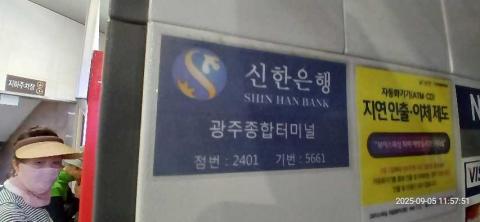 지하주차장
신한은행
SHIN HAN BANK
광주종합터미널
점번 : 2401 기번 : 5661
자동화기기(ATM·CD)
지연 인출·이체 제도
N
VISA
2025-09-05 11:57:51